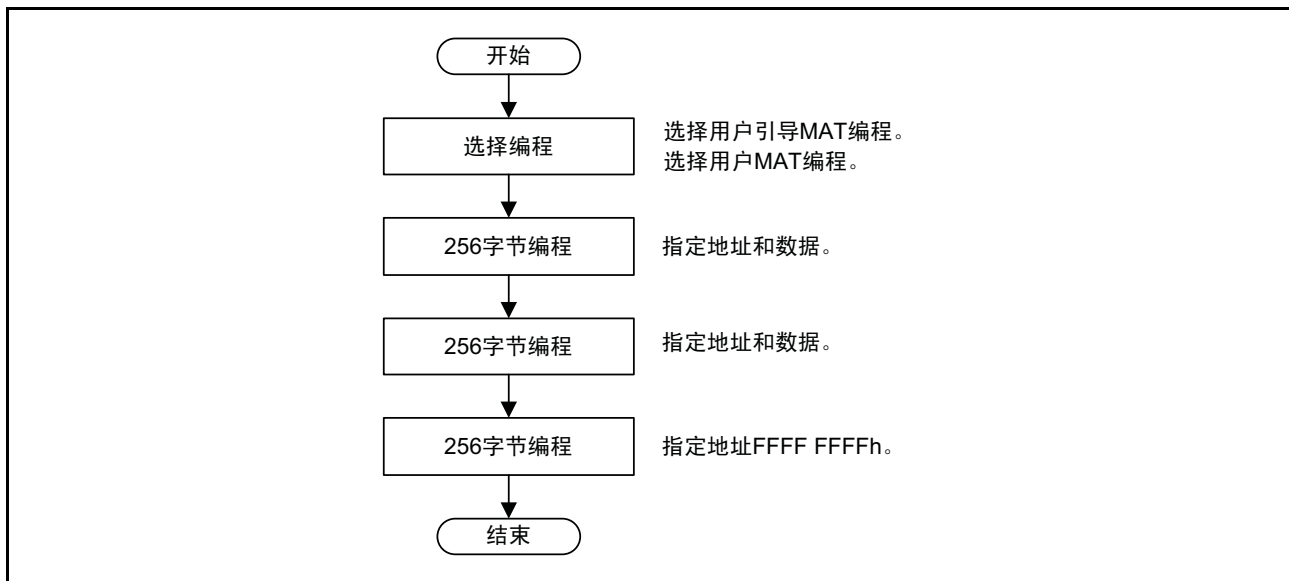 开始
选择编程
选择用户引导MAT编程。
选择用户MAT编程。
256字节编程
指定地址和数据。
256字节编程
指定地址和数据。
256字节编程
指定地址FFFF FFFFh。
结束